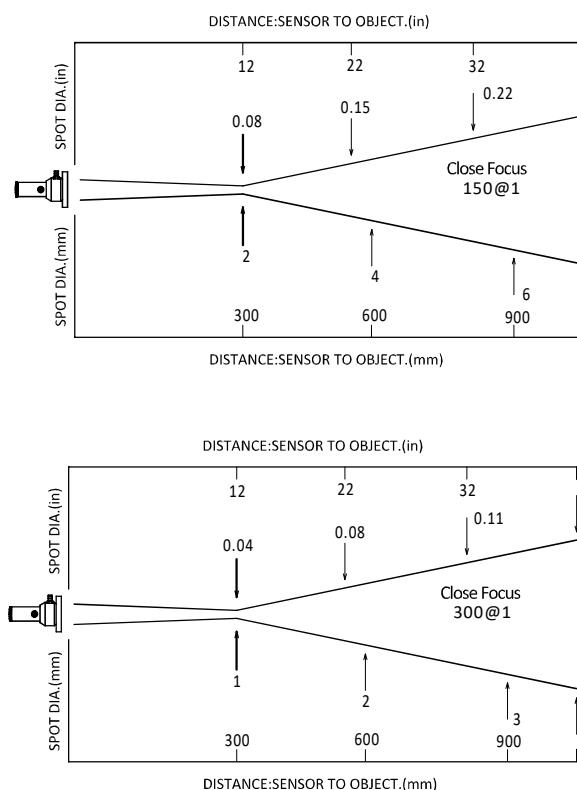 DISTANCE:SENSOR TO OBJECT.(in)
12 22 32
SPOT DIA.(in)
0.08 0.15 0.22
Close Focus
150@1
SPOT DIA.(mm)
2 4 6
300 600 900
DISTANCE:SENSOR TO OBJECT.(mm)
DISTANCE:SENSOR TO OBJECT.(in)
12 22 32
SPOT DIA.(in)
0.04 0.08 0.11
Close Focus
300@1
SPOT DIA.(mm)
1 2 3
300 600 900
DISTANCE:SENSOR TO OBJECT.(mm)